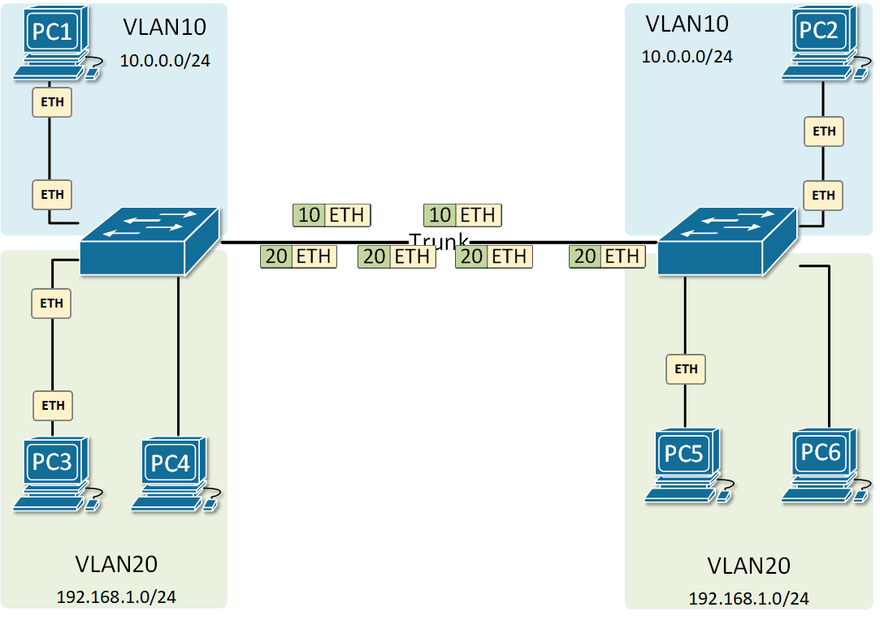 PC1
VLAN10
10.0.0.0/24
ETH
ETH
VLAN10
10.0.0.0/24
PC2
ETH
ETH
10 ETH
10 ETH
Trunk
20 ETH
20 ETH
20 ETH
20 ETH
ETH
ETH
PC3
PC4
VLAN20
192.168.1.0/24
ETH
PC5
PC6
VLAN20
192.168.1.0/24